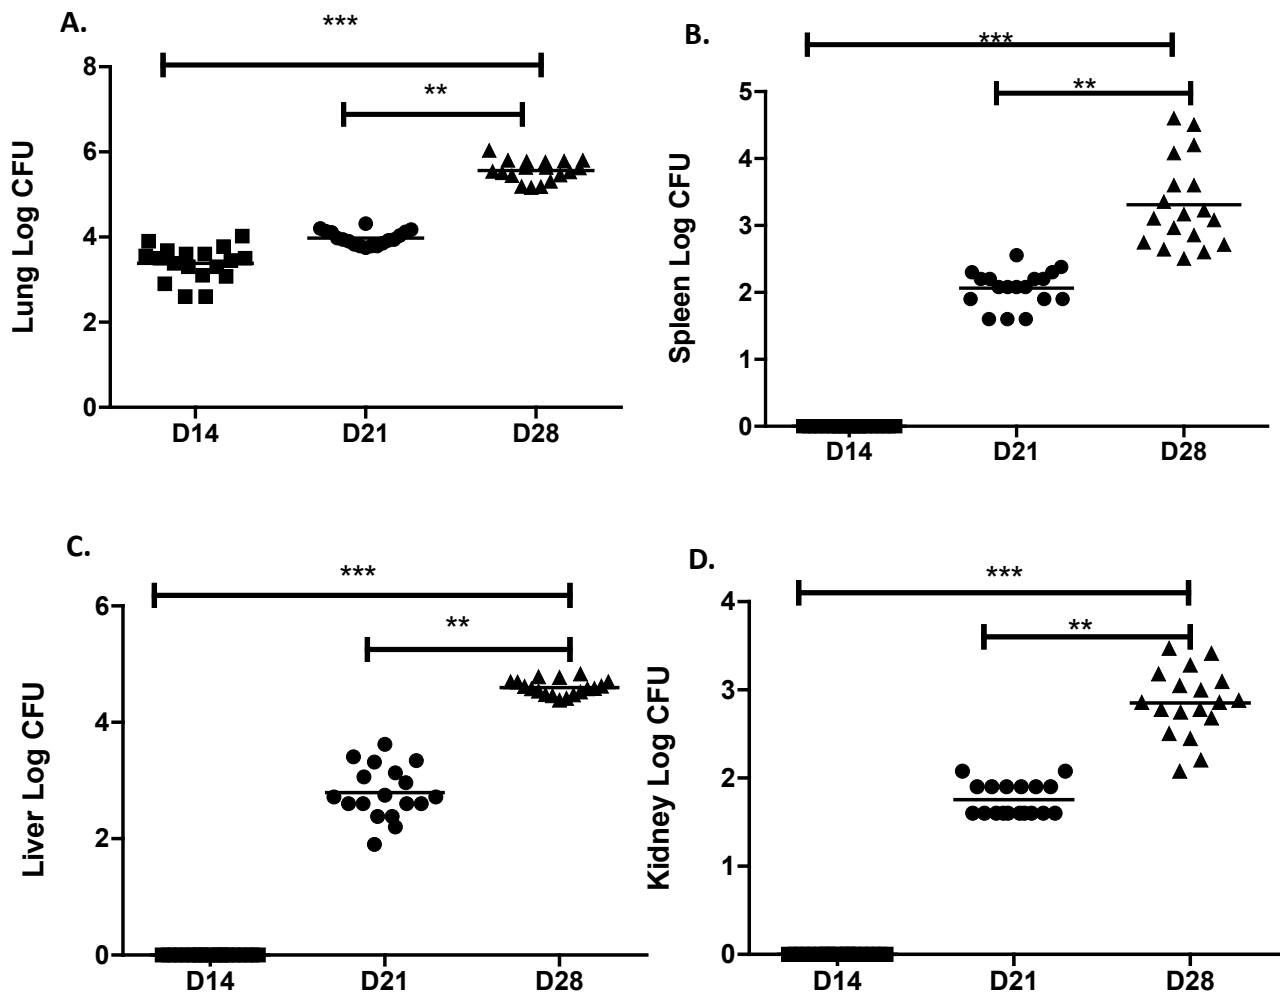 A.
***
**
8
6
4
2
0
Lung Log CFU
D14 D21 D28
B.
***
**
5
4
3
2
1
0
Spleen Log CFU
D14 D21 D28
C.
***
**
6
4
2
0
Liver Log CFU
D14 D21 D28
D.
***
**
4
3
2
1
0
Kidney Log CFU
D14 D21 D28